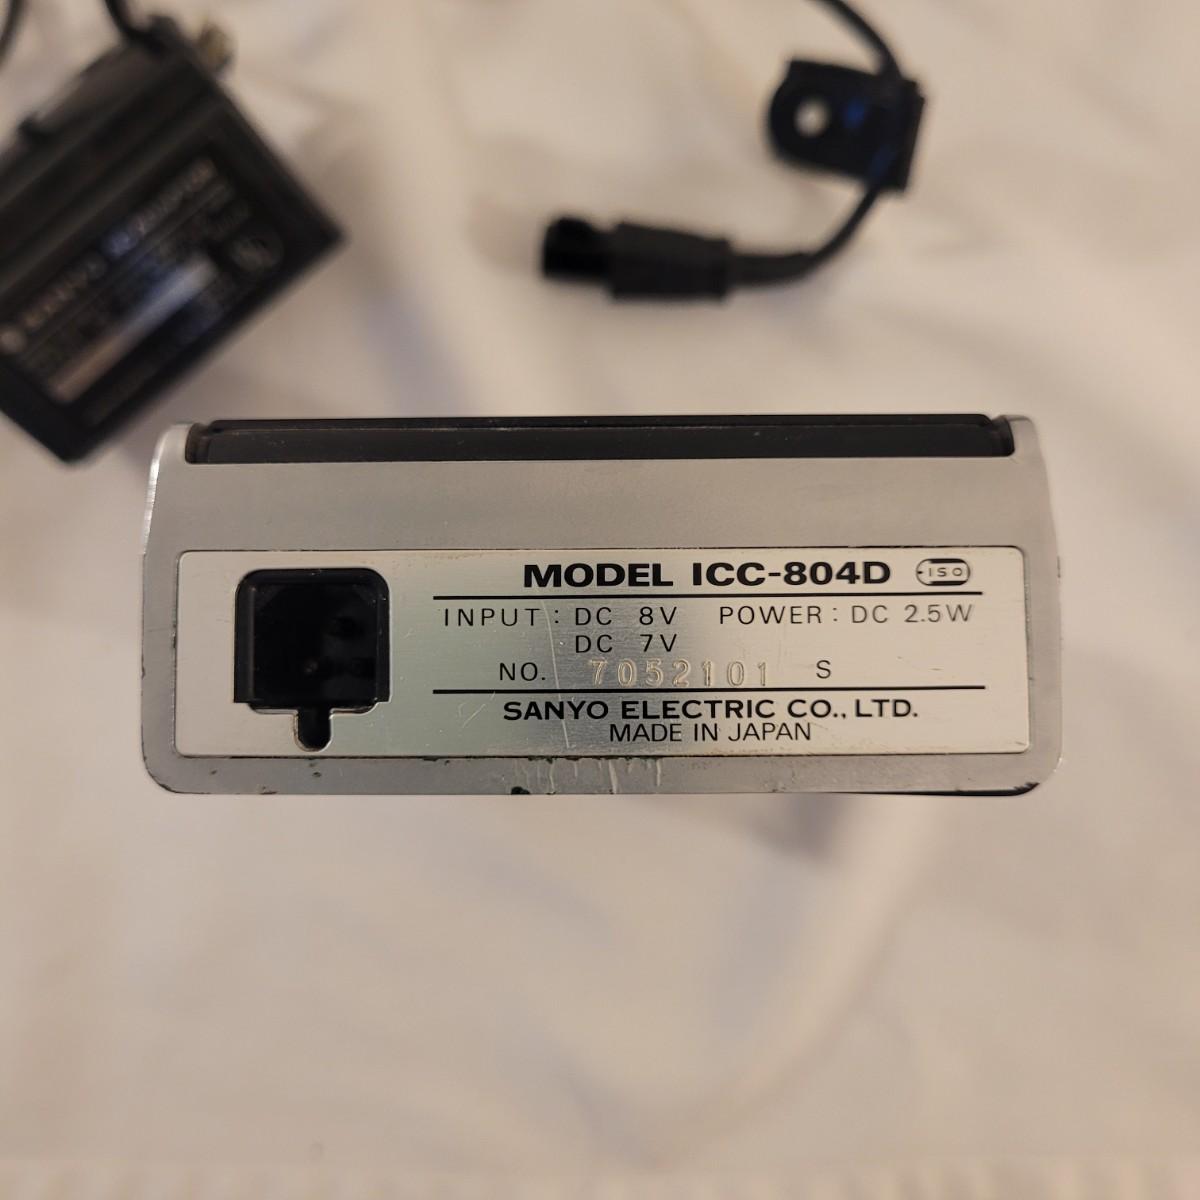 MODEL ICC-804D ISO
INPUT : DC 8V POWER : DC 2.5W
DC 7V
NO. 7052101 S
SANYO ELECTRIC CO., LTD.
MADE IN JAPAN